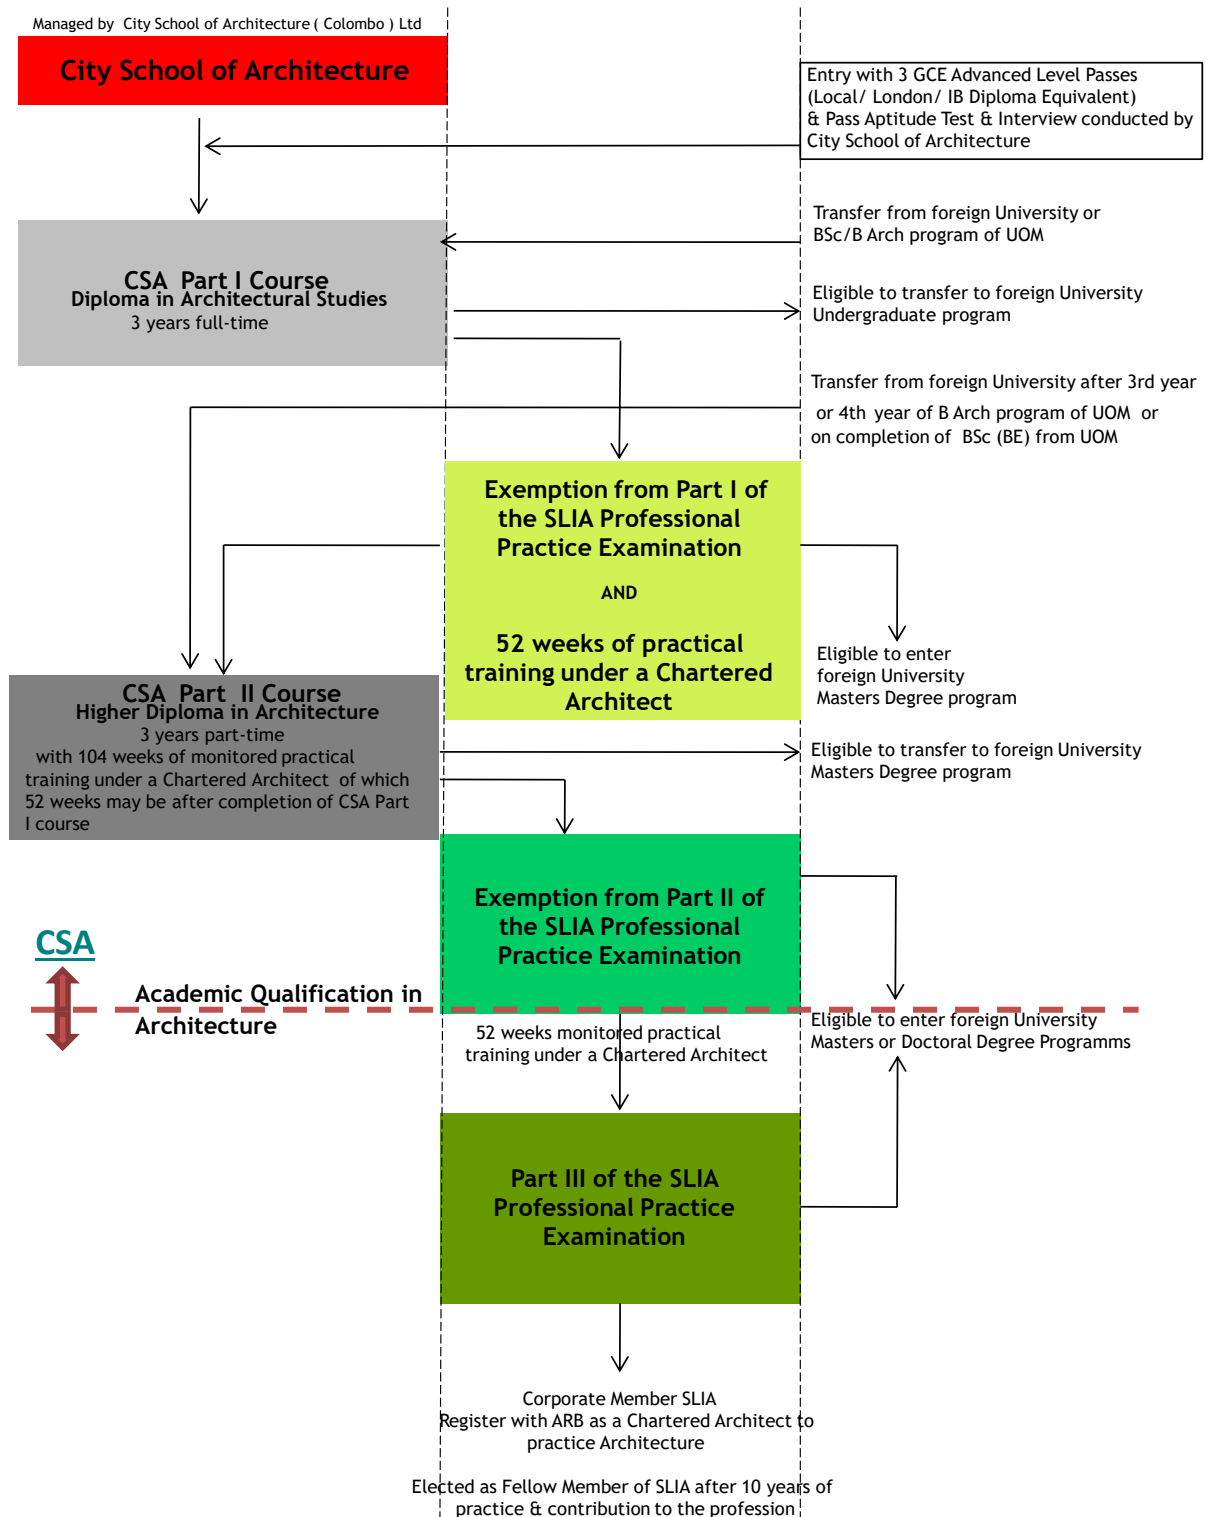 Managed by City School of Architecture ( Colombo ) Ltd
City School of Architecture
Entry with 3 GCE Advanced Level Passes
(Local/ London/ IB Diploma Equivalent)
& Pass Aptitude Test & Interview conducted by
City School of Architecture
Transfer from foreign University or
BSc/B Arch program of UOM
CSA Part I Course
Diploma in Architectural Studies
3 years full-time
Eligible to transfer to foreign University
Undergraduate program
Transfer from foreign University after 3rd year
or 4th year of B Arch program of UOM or
on completion of BSc (BE) from UOM
Exemption from Part I of
the SLIA Professional
Practice Examination
AND
52 weeks of practical
training under a Chartered
Architect
Eligible to enter
foreign University
Masters Degree program
CSA Part II Course
Higher Diploma in Architecture
3 years part-time
with 104 weeks of monitored practical
training under a Chartered Architect of which
52 weeks may be after completion of CSA Part
I course
Eligible to transfer to foreign University
Masters Degree program
Exemption from Part II of
the SLIA Professional
Practice Examination
CSA
Academic Qualification in
Architecture
52 weeks monitored practical
training under a Chartered Architect
Eligible to enter foreign University
Masters or Doctoral Degree Programms
Part III of the SLIA
Professional Practice
Examination
Corporate Member SLIA
Register with ARB as a Chartered Architect to
practice Architecture
Elected as Fellow Member of SLIA after 10 years of
practice & contribution to the profession